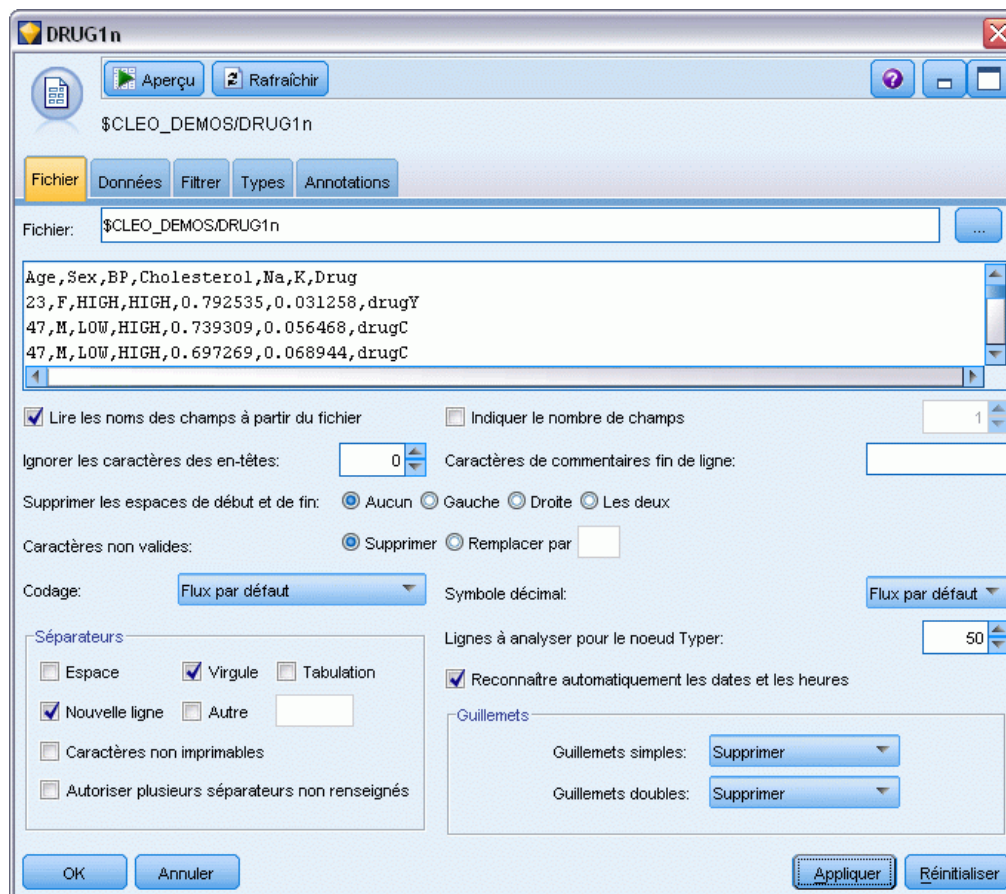 DRUG1n
Aperçu Rafraîchir
$CLEO_DEMOS/DRUG1n
Fichier Données Filtrer Types Annotations
Fichier: $CLEO_DEMOS/DRUG1n ...
Age,Sex,BP,Cholesterol,Na,K,Drug
23,F,HIGH,HIGH,0.792535,0.031258,drugY
47,M,LOW,HIGH,0.739309,0.056468,drugC
47,M,LOW,HIGH,0.697269,0.068944,drugC
Lire les noms des champs à partir du fichier Indiquer le nombre de champs 1
Ignorer les caractères des en-têtes: 0 Caractères de commentaires fin de ligne:
Supprimer les espaces de début et de fin: Aucun Gauche Droite Les deux
Caractères non valides: Supprimer Remplacer par
Codage: Flux par défaut Symbole décimal: Flux par défaut
Séparateurs
Espace Virgule Tabulation
Nouvelle ligne Autre
Caractères non imprimables
Autoriser plusieurs séparateurs non renseignés
Lignes à analyser pour le noeud Typer: 50
Reconnaître automatiquement les dates et les heures
Guillemets
Guillemets simples: Supprimer
Guillemets doubles: Supprimer
OK Annuler Appliquer Réinitialiser